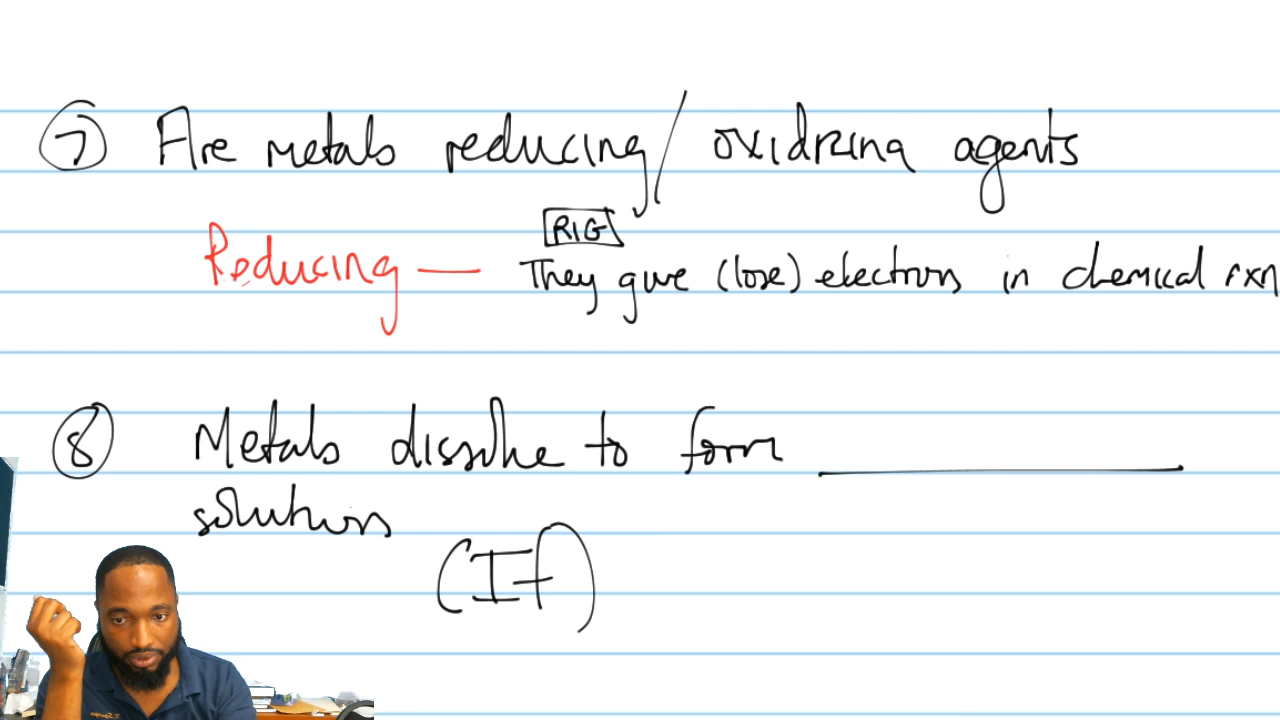 7 Are metals reducing / oxidizing agents
RIG
Reducing — They give (lose) electrons in chemical rxn
8 Metals dissolve to form ____________
solutions
(If)